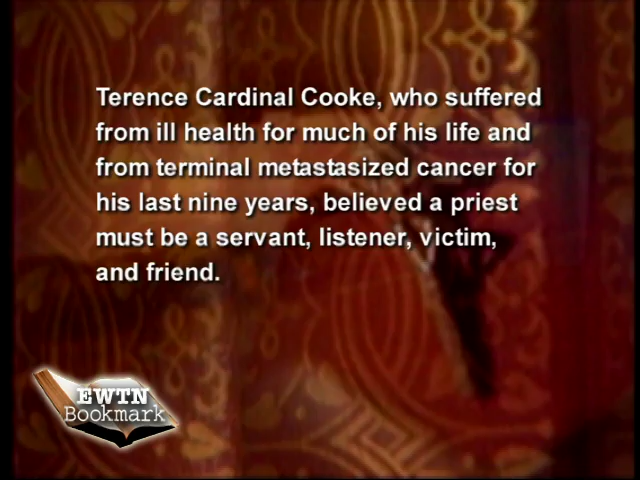 Terence Cardinal Cooke, who suffered
from ill health for much of his life and
from terminal metastasized cancer for
his last nine years, believed a priest
must be a servant, listener, victim,
and friend.
EWTN
Bookmark